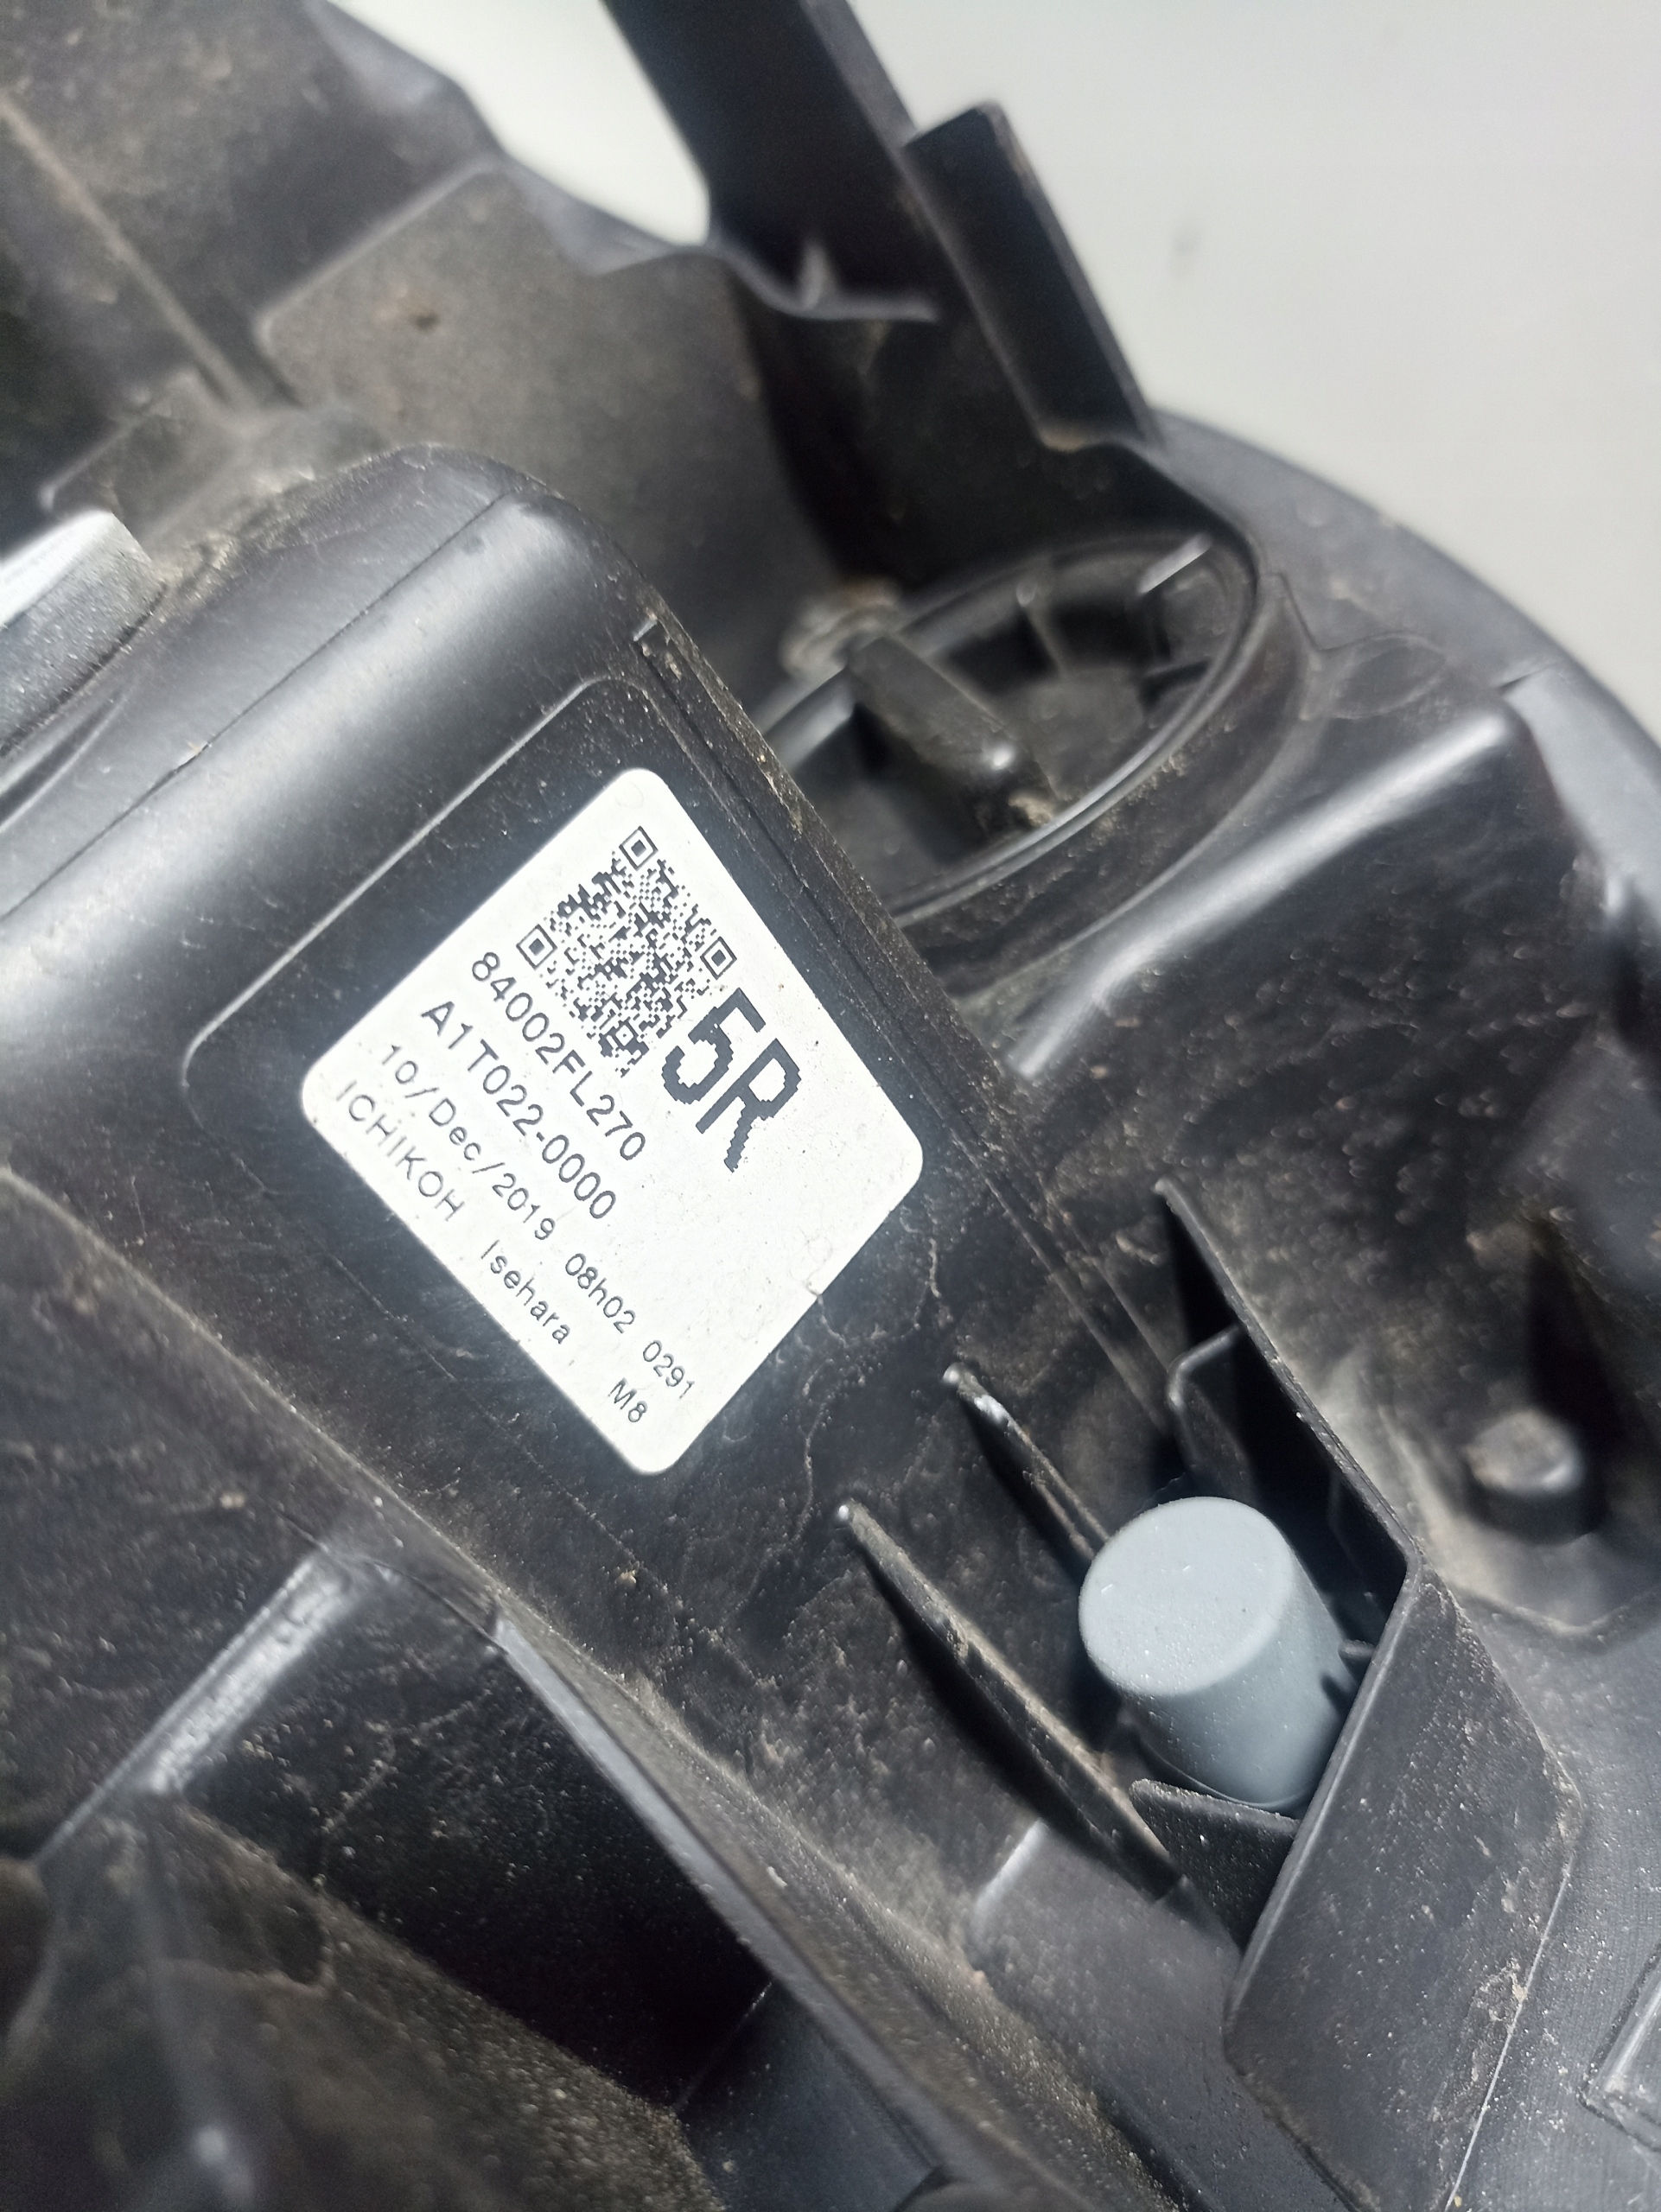 5R
84002FL270
A1T022-0000
10/Dec/2019 08h02 0291
ICHIKOH Isehara M8